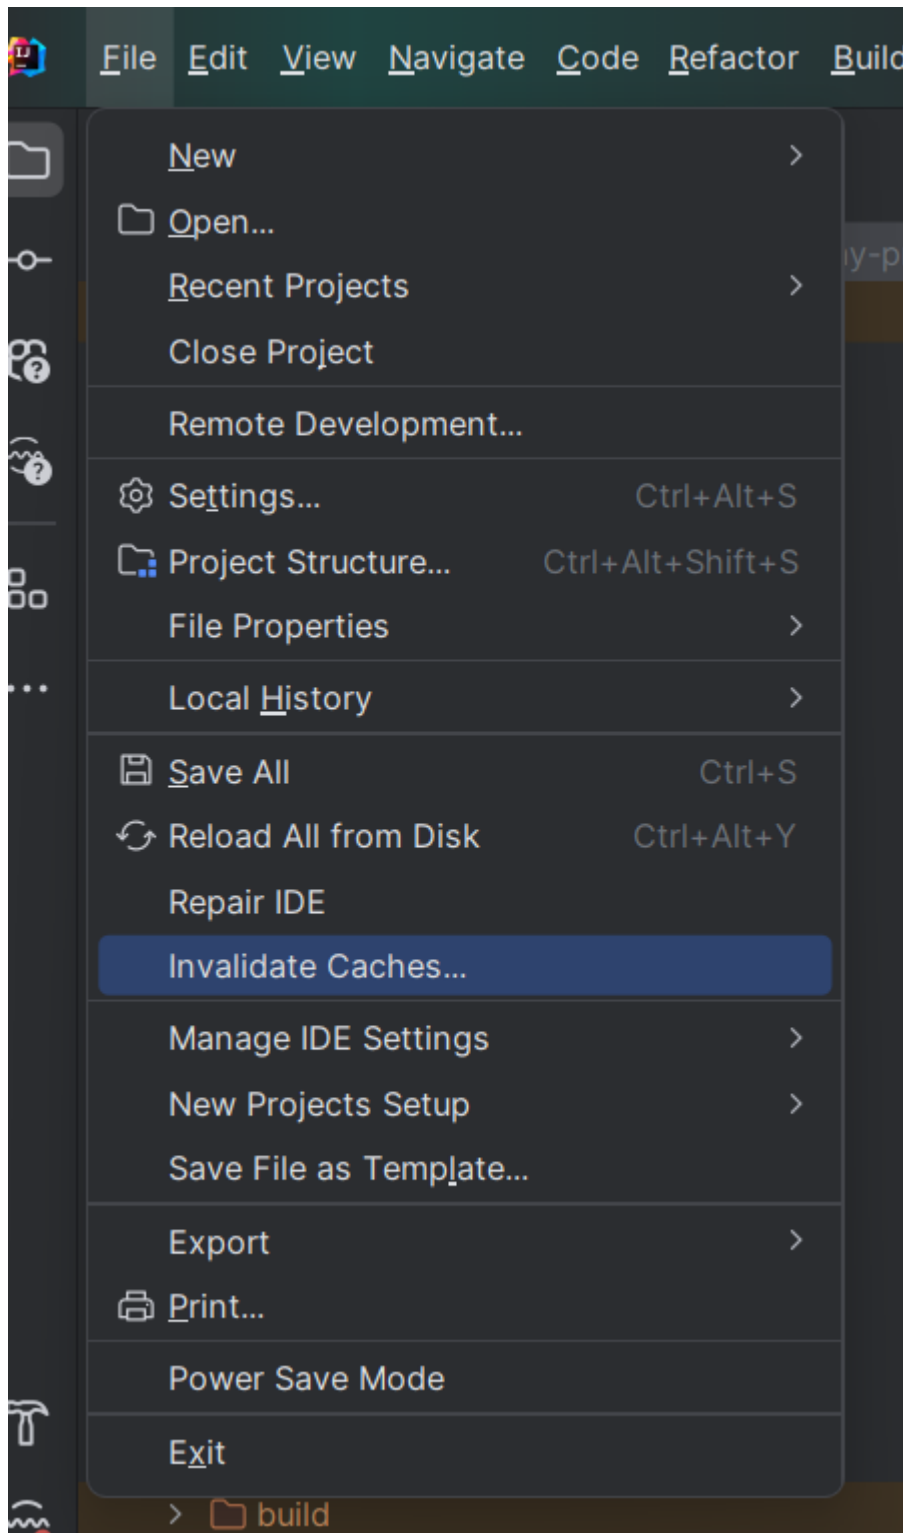 File Edit View Navigate Code Refactor Build
New
Open...
Recent Projects
Close Project
Remote Development...
Settings... Ctrl+Alt+S
Project Structure... Ctrl+Alt+Shift+S
File Properties
Local History
Save All Ctrl+S
Reload All from Disk Ctrl+Alt+Y
Repair IDE
Invalidate Caches...
Manage IDE Settings
New Projects Setup
Save File as Template...
Export
Print...
Power Save Mode
Exit
build